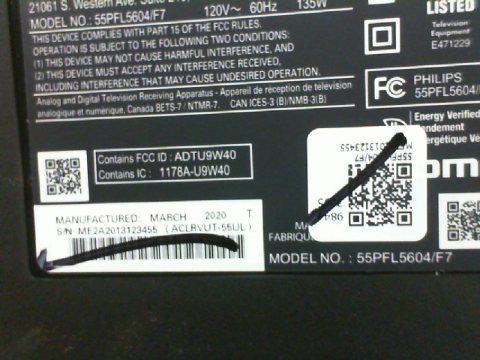 21061 S. Western Ave
MODEL NO.: 55PFL5604/F7 120V~ 60Hz 135W
THIS DEVICE COMPLIES WITH PART 15 OF THE FCC RULES.
OPERATION IS SUBJECT TO THE FOLLOWING TWO CONDITIONS:
(1) THIS DEVICE MAY NOT CAUSE HARMFUL INTERFERENCE, AND
(2) THIS DEVICE MUST ACCEPT ANY INTERFERENCE RECEIVED,
INCLUDING INTERFERENCE THAT MAY CAUSE UNDESIRED OPERATION.
Analog and Digital Television Receiving Apparatus - Appareil de réception de télévision
analogique et numérique, Canada BETS-7 / NTMR-7. CAN ICES-3 (B)/NMB-3(B)
LISTED
Television
Equipment
E471229
FC PHILIPS
55PFL5604/
Energy Verified
Contains FCC ID : ADTU9W40
Contains IC : 1178A-U9W40
55PFL5604/F7
ME2A2013123455
MANUFACTURED: MARCH 2020 T
S/N ME2A2013123455 (ACLRVUT-55UL)
MODEL NO. : 55PFL5604/F7